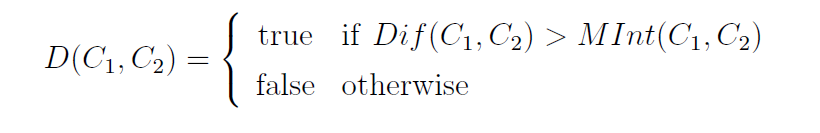 D(C₁, C₂) = { true if Dif(C₁, C₂) > MInt(C₁, C₂)
false otherwise